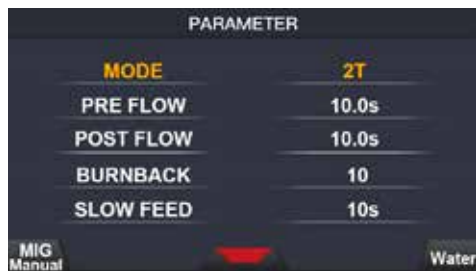 PARAMETER
MODE 2T
PRE FLOW 10.0s
POST FLOW 10.0s
BURNBACK 10
SLOW FEED 10s
MIG
Manual
Water